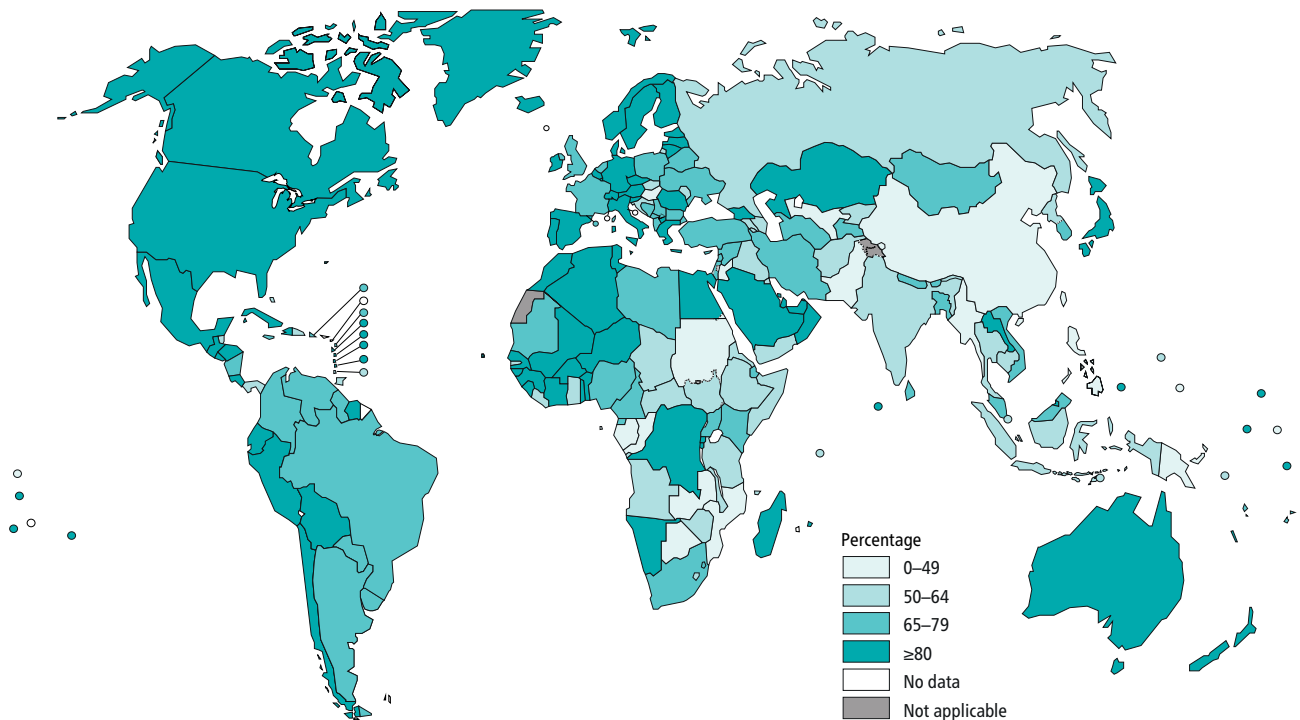 Percentage
0–49
50–64
65–79
≥80
No data
Not applicable